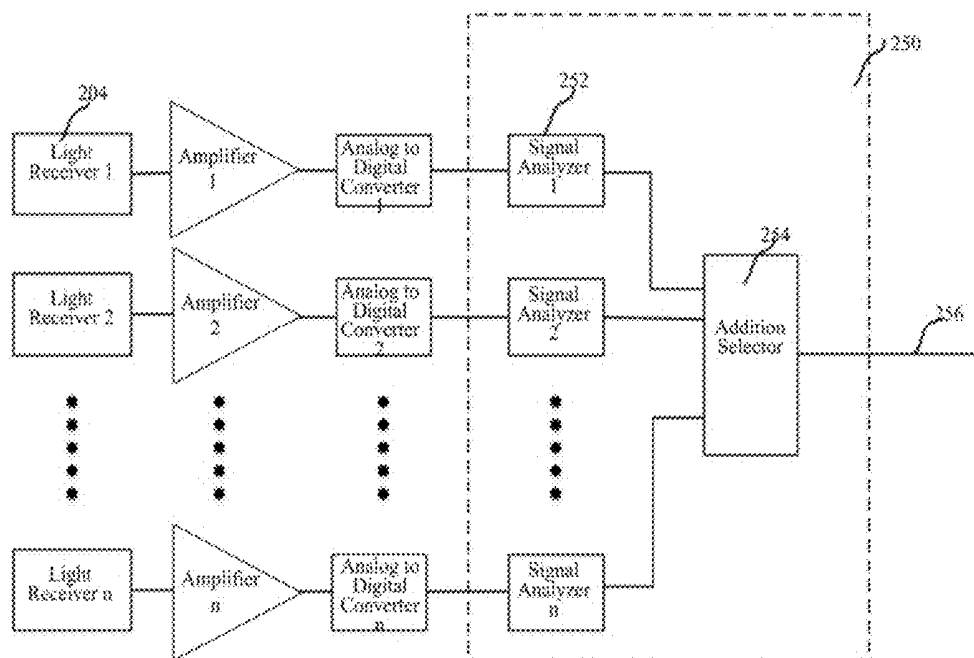 250
204
252
Light
Receiver 1
Amplifier
1
Analog to
Digital
Converter
1
Signal
Analyzer
1
254
Light
Receiver 2
Amplifier
2
Analog to
Digital
Converter
2
Signal
Analyzer
2
Addition
Selector
256
Light
Receiver n
Amplifier
n
Analog to
Digital
Converter
n
Signal
Analyzer
n